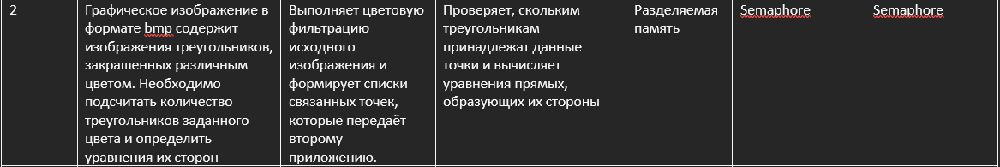 2
Графическое изображение в
формате bmp содержит
изображения треугольников,
закрашенных различным
цветом. Необходимо
подсчитать количество
треугольников заданного
цвета и определить
уравнения их сторон
Выполняет цветовую
фильтрацию
исходного
изображения и
формирует списки
связанных точек,
которые передаёт
второму
приложению.
Проверяет, скольким
треугольникам
принадлежат данные
точки и вычисляет
уравнения прямых,
образующих их стороны
Разделяемая
память
Semaphore
Semaphore